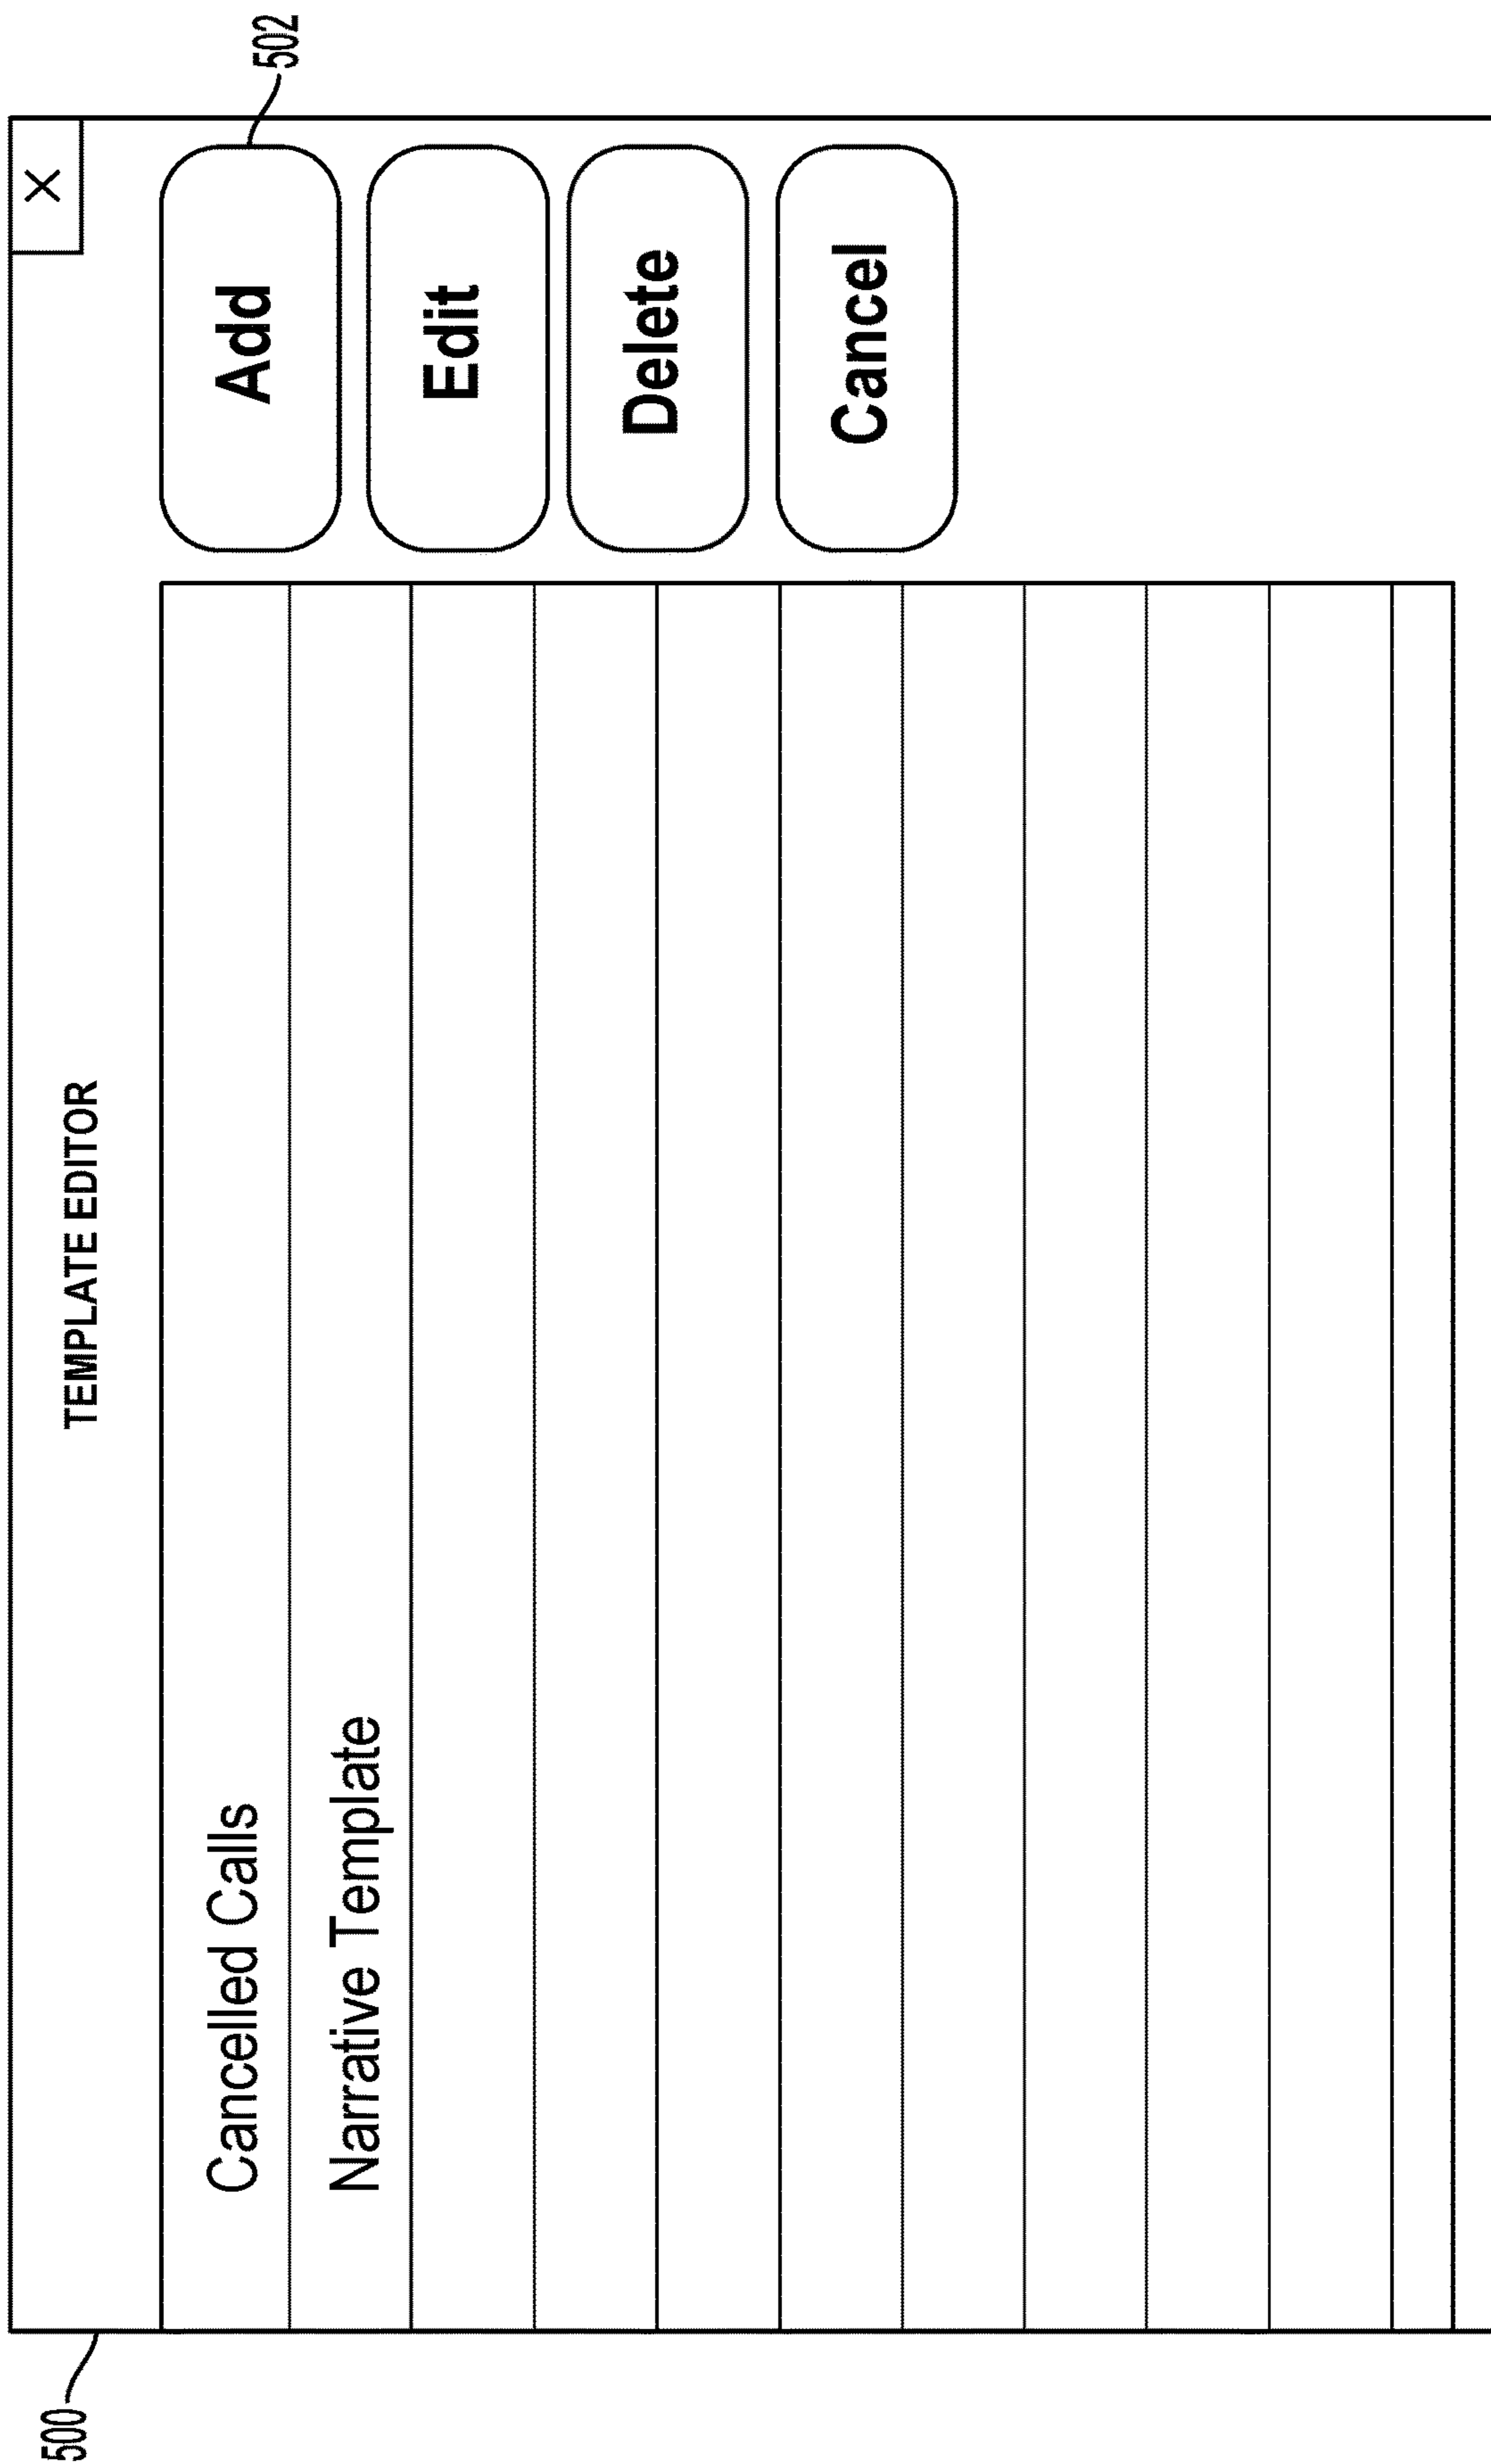 502
X
TEMPLATE EDITOR
Add
Cancelled Calls
Edit
Narrative Template
Delete
Cancel
500